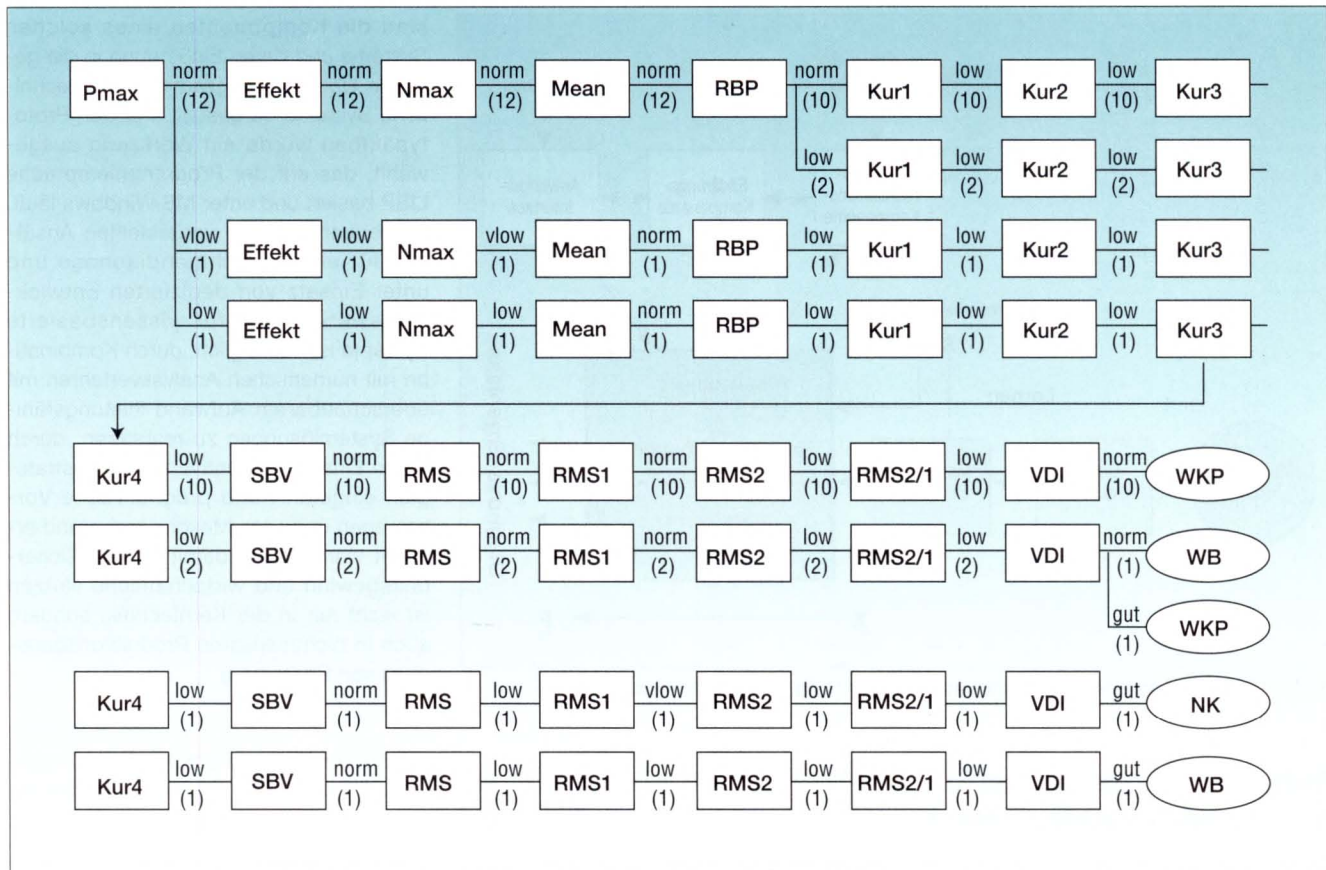 norm norm norm norm norm low low
Pmax Effekt Nmax Mean RBP Kur1 Kur2 Kur3
(12) (12) (12) (12) (10) (10) (10)
low low low
Kur1 Kur2 Kur3
(2) (2) (2)
vlow vlow vlow norm low low low
Effekt Nmax Mean RBP Kur1 Kur2 Kur3
(1) (1) (1) (1) (1) (1) (1)
low low low norm low low low
Effekt Nmax Mean RBP Kur1 Kur2 Kur3
(1) (1) (1) (1) (1) (1) (1)
low norm norm norm low low norm
Kur4 SBV RMS RMS1 RMS2 RMS2/1 VDI WKP
(10) (10) (10) (10) (10) (10) (10)
low norm norm norm low low norm
Kur4 SBV RMS RMS1 RMS2 RMS2/1 VDI WB
(2) (2) (2) (2) (2) (2) (1)
gut
WKP
(1)
low norm low vlow low low gut
Kur4 SBV RMS RMS1 RMS2 RMS2/1 VDI NK
(1) (1) (1) (1) (1) (1) (1)
low norm low low low low gut
Kur4 SBV RMS RMS1 RMS2 RMS2/1 VDI WB
(1) (1) (1) (1) (1) (1) (1)